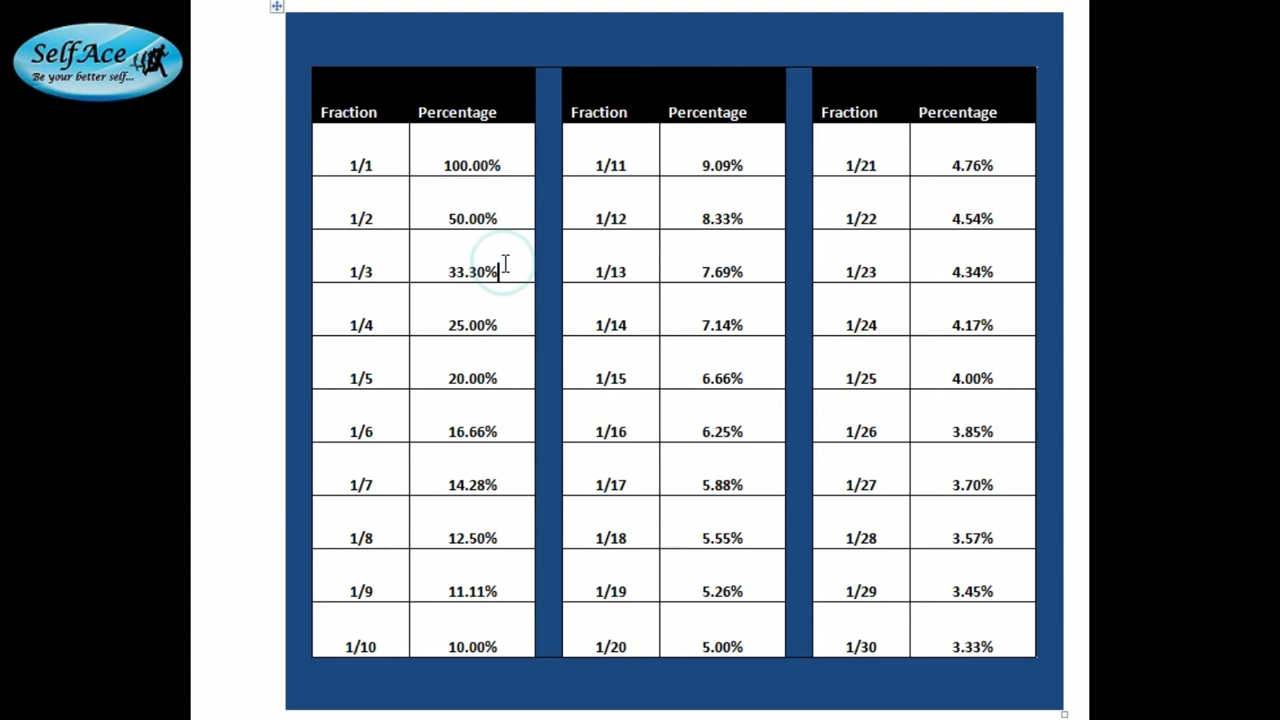 Self Ace
Be your better self...
Fraction Percentage Fraction Percentage Fraction Percentage
1/1 100.00% 1/11 9.09% 1/21 4.76%
1/2 50.00% 1/12 8.33% 1/22 4.54%
1/3 33.30% 1/13 7.69% 1/23 4.34%
1/4 25.00% 1/14 7.14% 1/24 4.17%
1/5 20.00% 1/15 6.66% 1/25 4.00%
1/6 16.66% 1/16 6.25% 1/26 3.85%
1/7 14.28% 1/17 5.88% 1/27 3.70%
1/8 12.50% 1/18 5.55% 1/28 3.57%
1/9 11.11% 1/19 5.26% 1/29 3.45%
1/10 10.00% 1/20 5.00% 1/30 3.33%